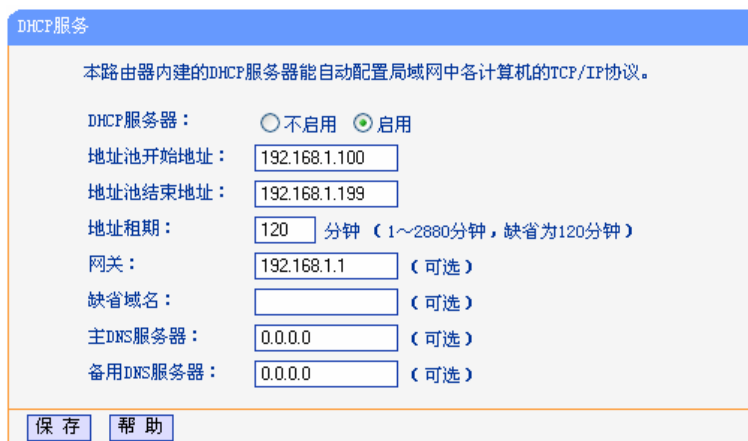 DHCP服务
本路由器内建的DHCP服务器能自动配置局域网中各计算机的TCP/IP协议。
DHCP服务器： 不启用 启用
地址池开始地址： 192.168.1.100
地址池结束地址： 192.168.1.199
地址租期： 120 分钟 （1～2880分钟，缺省为120分钟）
网关： 192.168.1.1 （可选）
缺省域名： （可选）
主DNS服务器： 0.0.0.0 （可选）
备用DNS服务器： 0.0.0.0 （可选）
保 存 帮 助